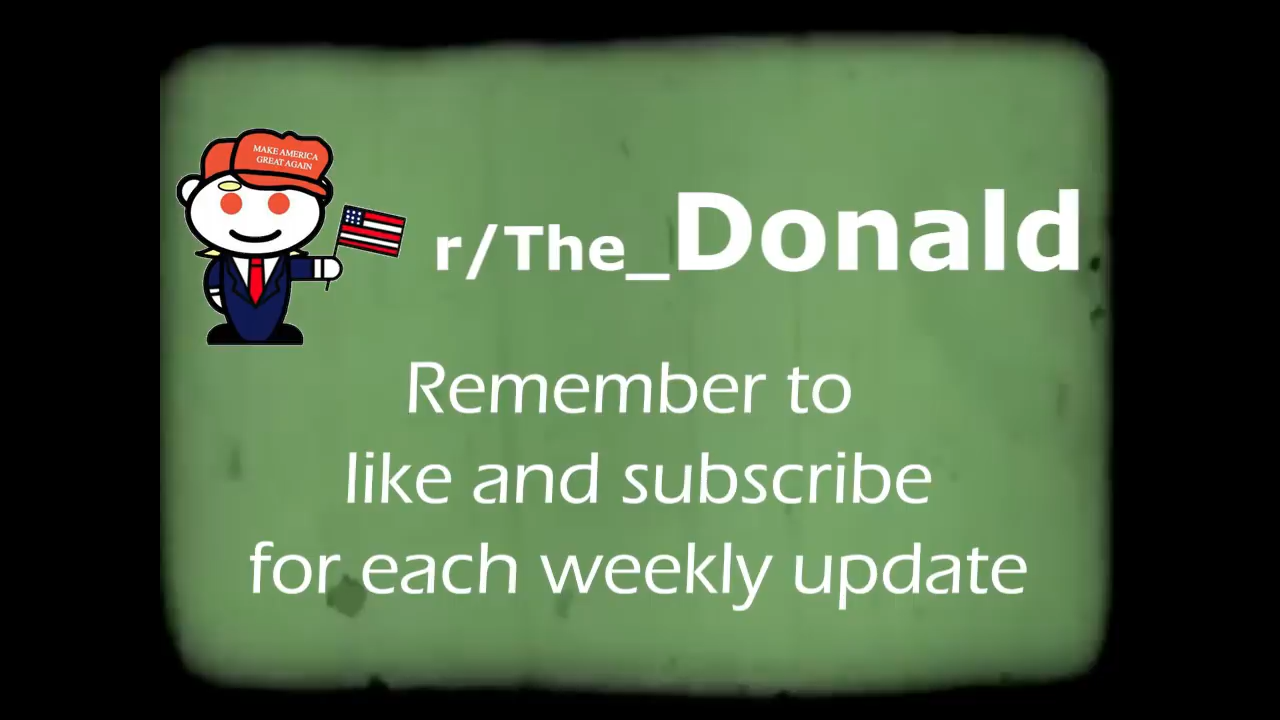 MAKE AMERICA
GREAT AGAIN
r/The_Donald
Remember to
like and subscribe
for each weekly update